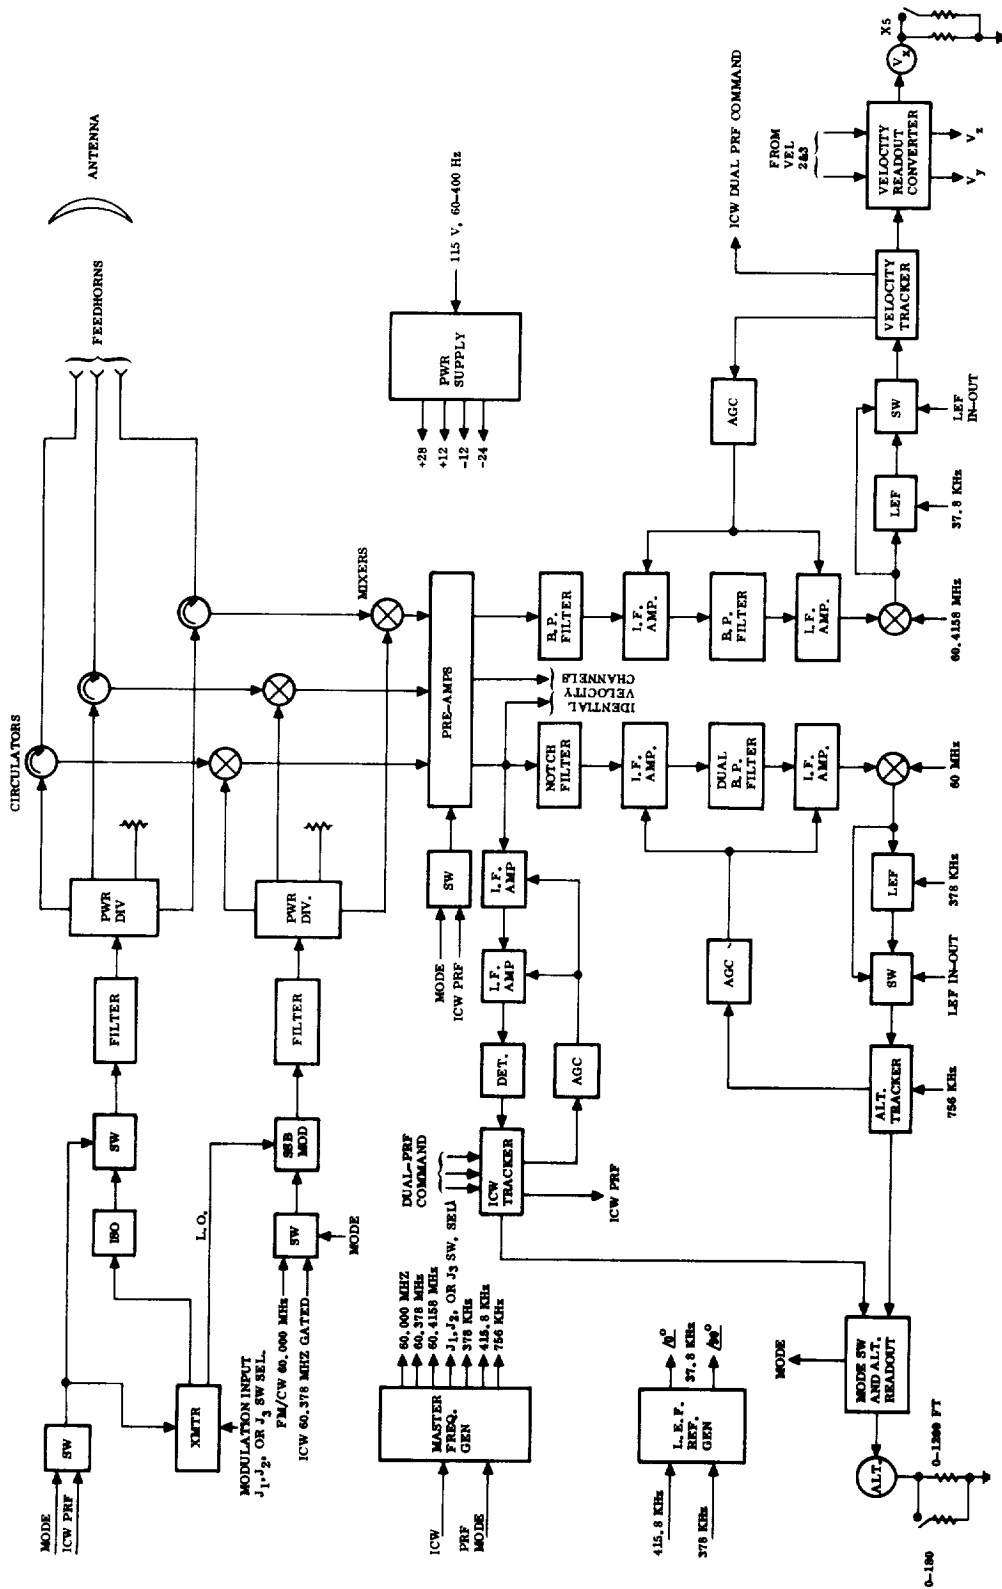 CIRCULATORS
FEEDHORNS
ANTENNA
MODE
ICW PRF
SW
XMTR
MODULATION INPUT
J1, J2, OR J3 SW SEL.
ISO
SW
FILTER
PWR
DIV
L.O.
FM/CW 60.000 MHz
ICW 60.378 MHZ GATED
SW
MODE
SSB
MOD
FILTER
PWR
DIV.
MIXERS
PWR
SUPPLY
115 V, 60-400 Hz
+28
+12
-12
-24
ICW
PRF
MODE
MASTER
FREQ.
GEN
60.000 MHZ
60.378 MHz
60.4158 MHz
J1, J2, OR J3 SW, SEL
378 KHz
415.8 KHz
756 KHz
DUAL-PRF
COMMAND
ICW
TRACKER
ICW PRF
DET.
AGC
I.F.
AMP
I.F.
AMP
MODE
ICW PRF
SW
PRE-AMPS
IDENTIAL
VELOCITY
CHANNELS
B.P.
FILTER
I.F.
AMP.
B.P.
FILTER
I.F.
AMP.
60.4158 MHz
AGC
LEF
37.8 KHz
SW
LEF
IN-OUT
VELOCITY
TRACKER
ICW DUAL PRF COMMAND
FROM
VEL
2&3
VELOCITY
READOUT
CONVERTER
Vy
Vz
Vx
X5
NOTCH
FILTER
I.F.
AMP.
DUAL
B.P.
FILTER
I.F.
AMP.
60 MHz
AGC
LEF
378 KHz
SW
LEF IN-OUT
ALT.
TRACKER
756 KHz
415.8 KHz
378 KHz
L.E.F.
REF.
GEN
/0°
37.8 KHz
/90°
MODE
MODE SW
AND ALT.
READOUT
ALT.
0-1200 FT
0-180